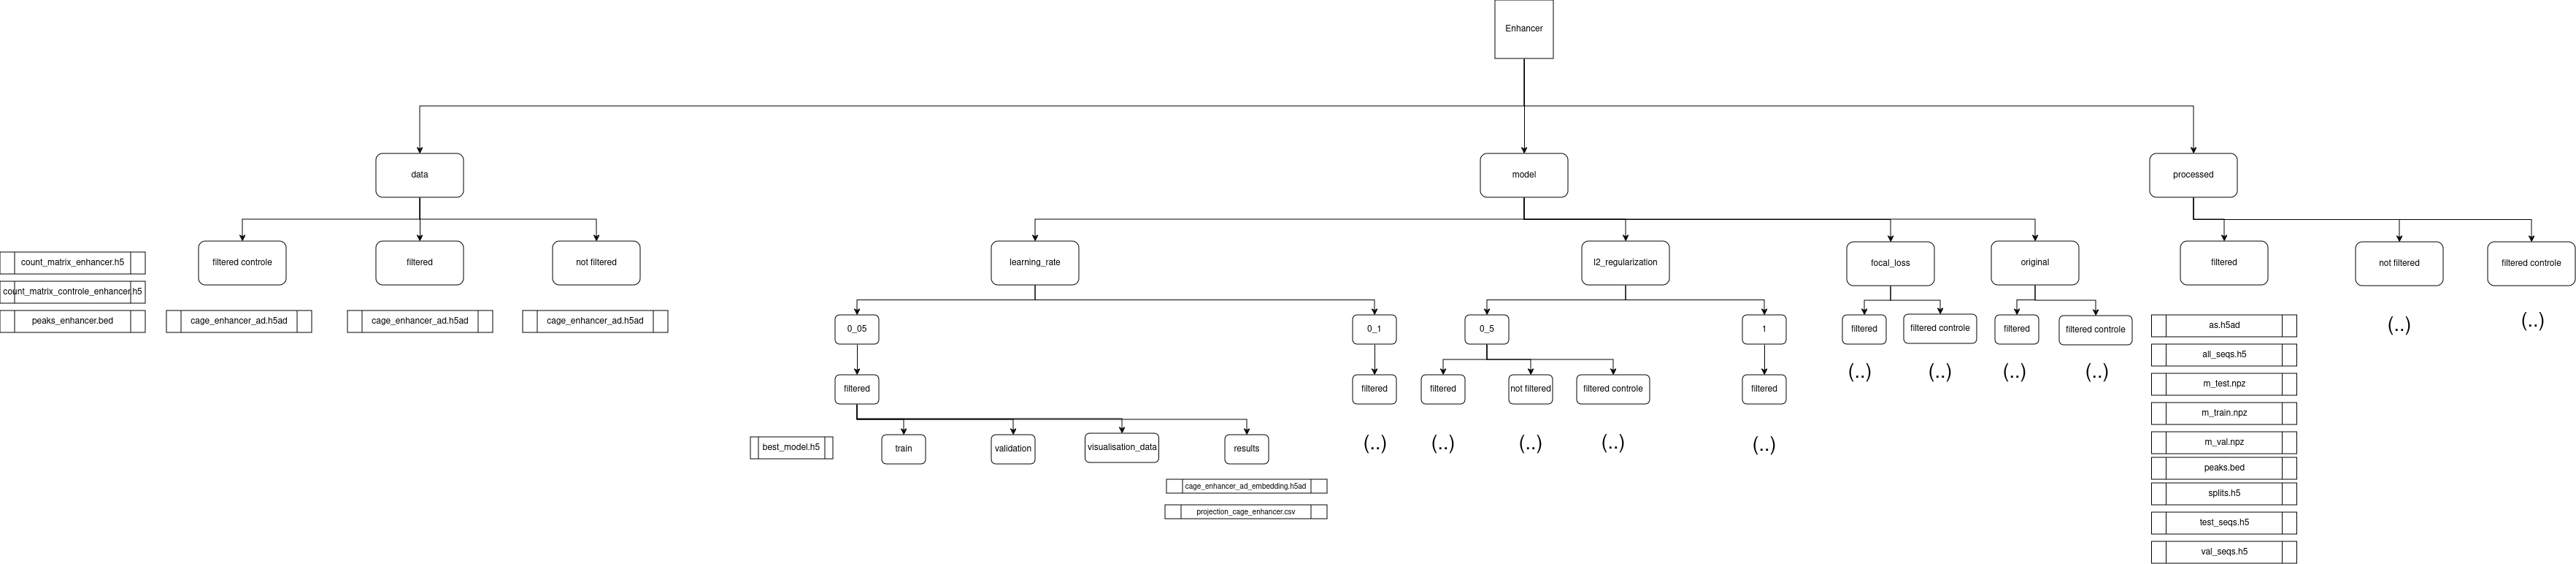 Enhancer
data
model
processed
count_matrix_enhancer.h5
count_matrix_controle_enhancer.h5
peaks_enhancer.bed
filtered controle
filtered
not filtered
cage_enhancer_ad.h5ad
cage_enhancer_ad.h5ad
cage_enhancer_ad.h5ad
learning_rate
l2_regularization
focal_loss
original
filtered
not filtered
filtered controle
0_05
0_1
0_5
1
filtered
filtered controle
filtered
filtered controle
filtered
filtered
filtered
not filtered
filtered controle
filtered
(..)
(..)
(..)
(..)
(..)
(..)
best_model.h5
train
validation
visualisation_data
results
(..)
(..)
(..)
(..)
(..)
cage_enhancer_ad_embedding.h5ad
projection_cage_enhancer.csv
as.h5ad
all_seqs.h5
m_test.npz
m_train.npz
m_val.npz
peaks.bed
splits.h5
test_seqs.h5
val_seqs.h5